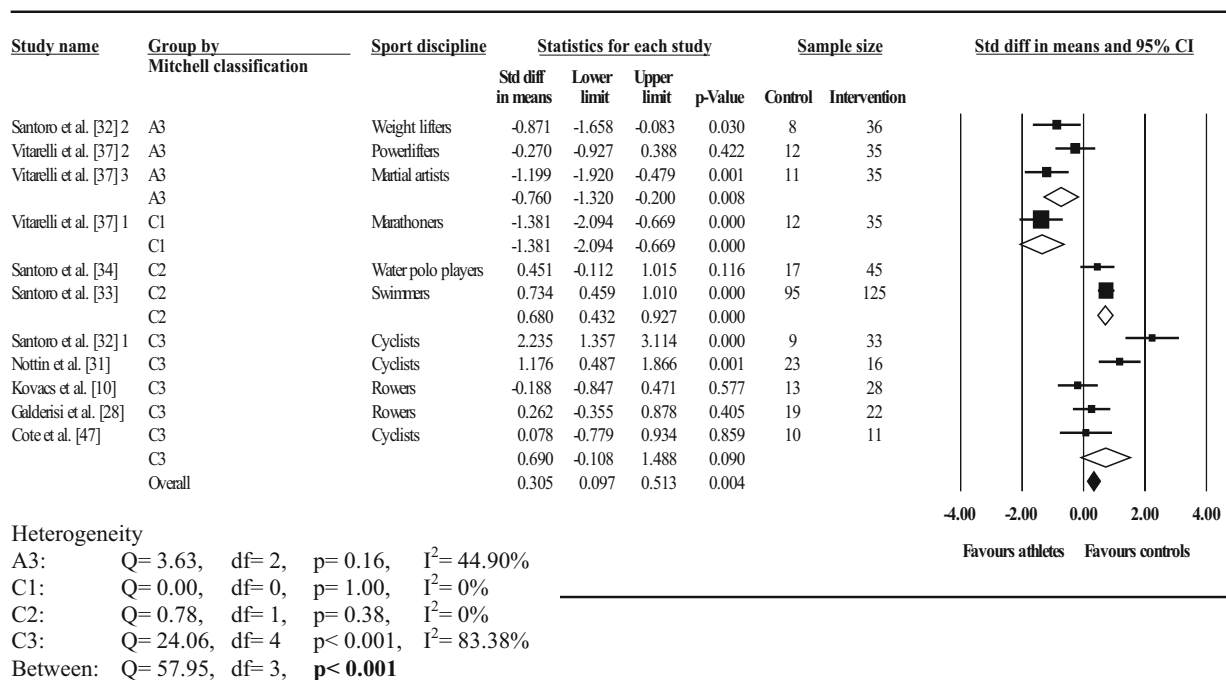 Study name Group by Sport discipline Statistics for each study Sample size Std diff in means and 95% CI
Mitchell classification
Std diff Lower Upper
in means limit limit p-Value Control Intervention
Santoro et al. [32] 2 A3 Weight lifters -0.871 -1.658 -0.083 0.030 8 36
Vitarelli et al. [37] 2 A3 Powerlifters -0.270 -0.927 0.388 0.422 12 35
Vitarelli et al. [37] 3 A3 Martial artists -1.199 -1.920 -0.479 0.001 11 35
A3 -0.760 -1.320 -0.200 0.008
Vitarelli et al. [37] 1 C1 Marathoners -1.381 -2.094 -0.669 0.000 12 35
C1 -1.381 -2.094 -0.669 0.000
Santoro et al. [34] C2 Water polo players 0.451 -0.112 1.015 0.116 17 45
Santoro et al. [33] C2 Swimmers 0.734 0.459 1.010 0.000 95 125
C2 0.680 0.432 0.927 0.000
Santoro et al. [32] 1 C3 Cyclists 2.235 1.357 3.114 0.000 9 33
Nottin et al. [31] C3 Cyclists 1.176 0.487 1.866 0.001 23 16
Kovacs et al. [10] C3 Rowers -0.188 -0.847 0.471 0.577 13 28
Galderisi et al. [28] C3 Rowers 0.262 -0.355 0.878 0.405 19 22
Cote et al. [47] C3 Cyclists 0.078 -0.779 0.934 0.859 10 11
C3 0.690 -0.108 1.488 0.090
Overall 0.305 0.097 0.513 0.004
-4.00 -2.00 0.00 2.00 4.00
Favours athletes Favours controls
Heterogeneity
A3: Q= 3.63, df= 2, p= 0.16, I²= 44.90%
C1: Q= 0.00, df= 0, p= 1.00, I²= 0%
C2: Q= 0.78, df= 1, p= 0.38, I²= 0%
C3: Q= 24.06, df= 4 p< 0.001, I²= 83.38%
Between: Q= 57.95, df= 3, p< 0.001